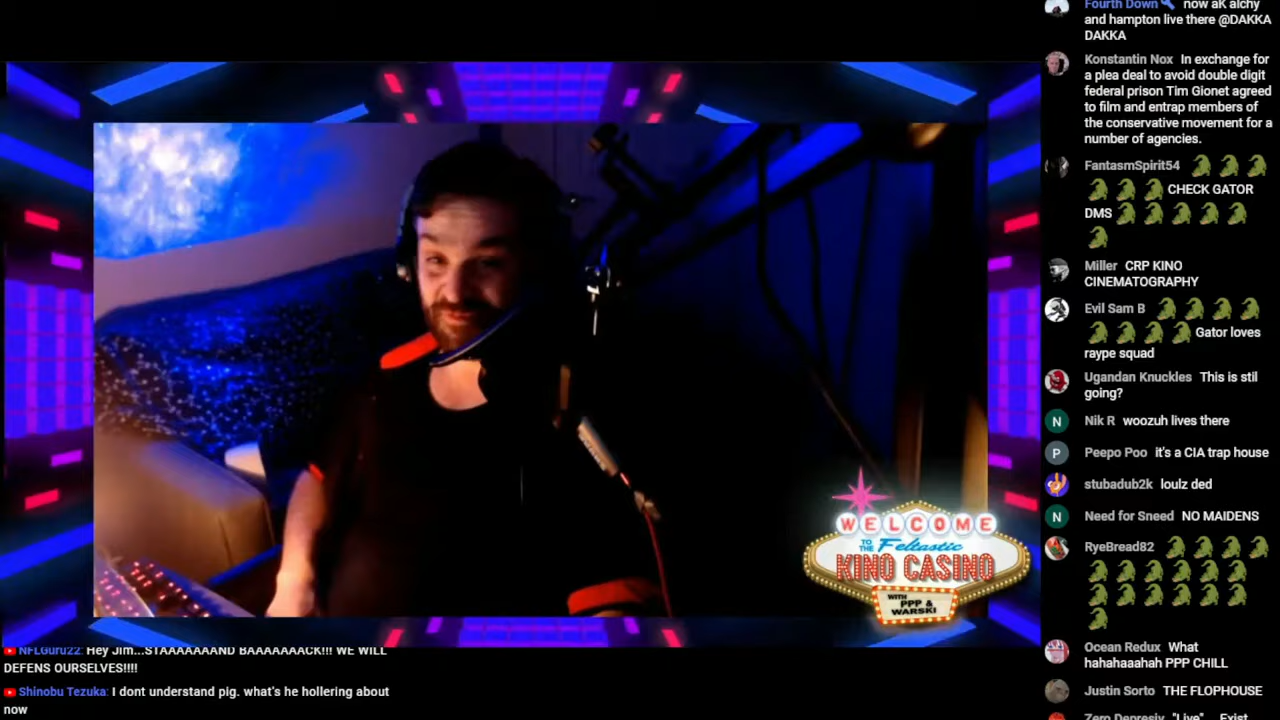 Fourth Down now aK alchy
and hampton live there @DAKKA
DAKKA
Konstantin Nox In exchange for
a plea deal to avoid double digit
federal prison Tim Gionet agreed
to film and entrap members of
the conservative movement for a
number of agencies.
FantasmSpirit54
CHECK GATOR
DMS
Miller CRP KINO
CINEMATOGRAPHY
Evil Sam B
Gator loves
raype squad
Ugandan Knuckles This is stil
going?
Nik R woozuh lives there
Peepo Poo it's a CIA trap house
stubadub2k loulz ded
Need for Sneed NO MAIDENS
RyeBread82
Ocean Redux What
hahahaaahah PPP CHILL
Justin Sorto THE FLOPHOUSE
Zero Depresiv "Live"... Exist
WELCOME
TO THE Feltastic
KINO CASINO
WITH
PPP &
WARSKI
NFLGuru22: Hey Jim...STAAAAAAAND BAAAAAAACK!!! WE WILL
DEFENS OURSELVES!!!!
Shinobu Tezuka: I dont understand pig. what's he hollering about
now